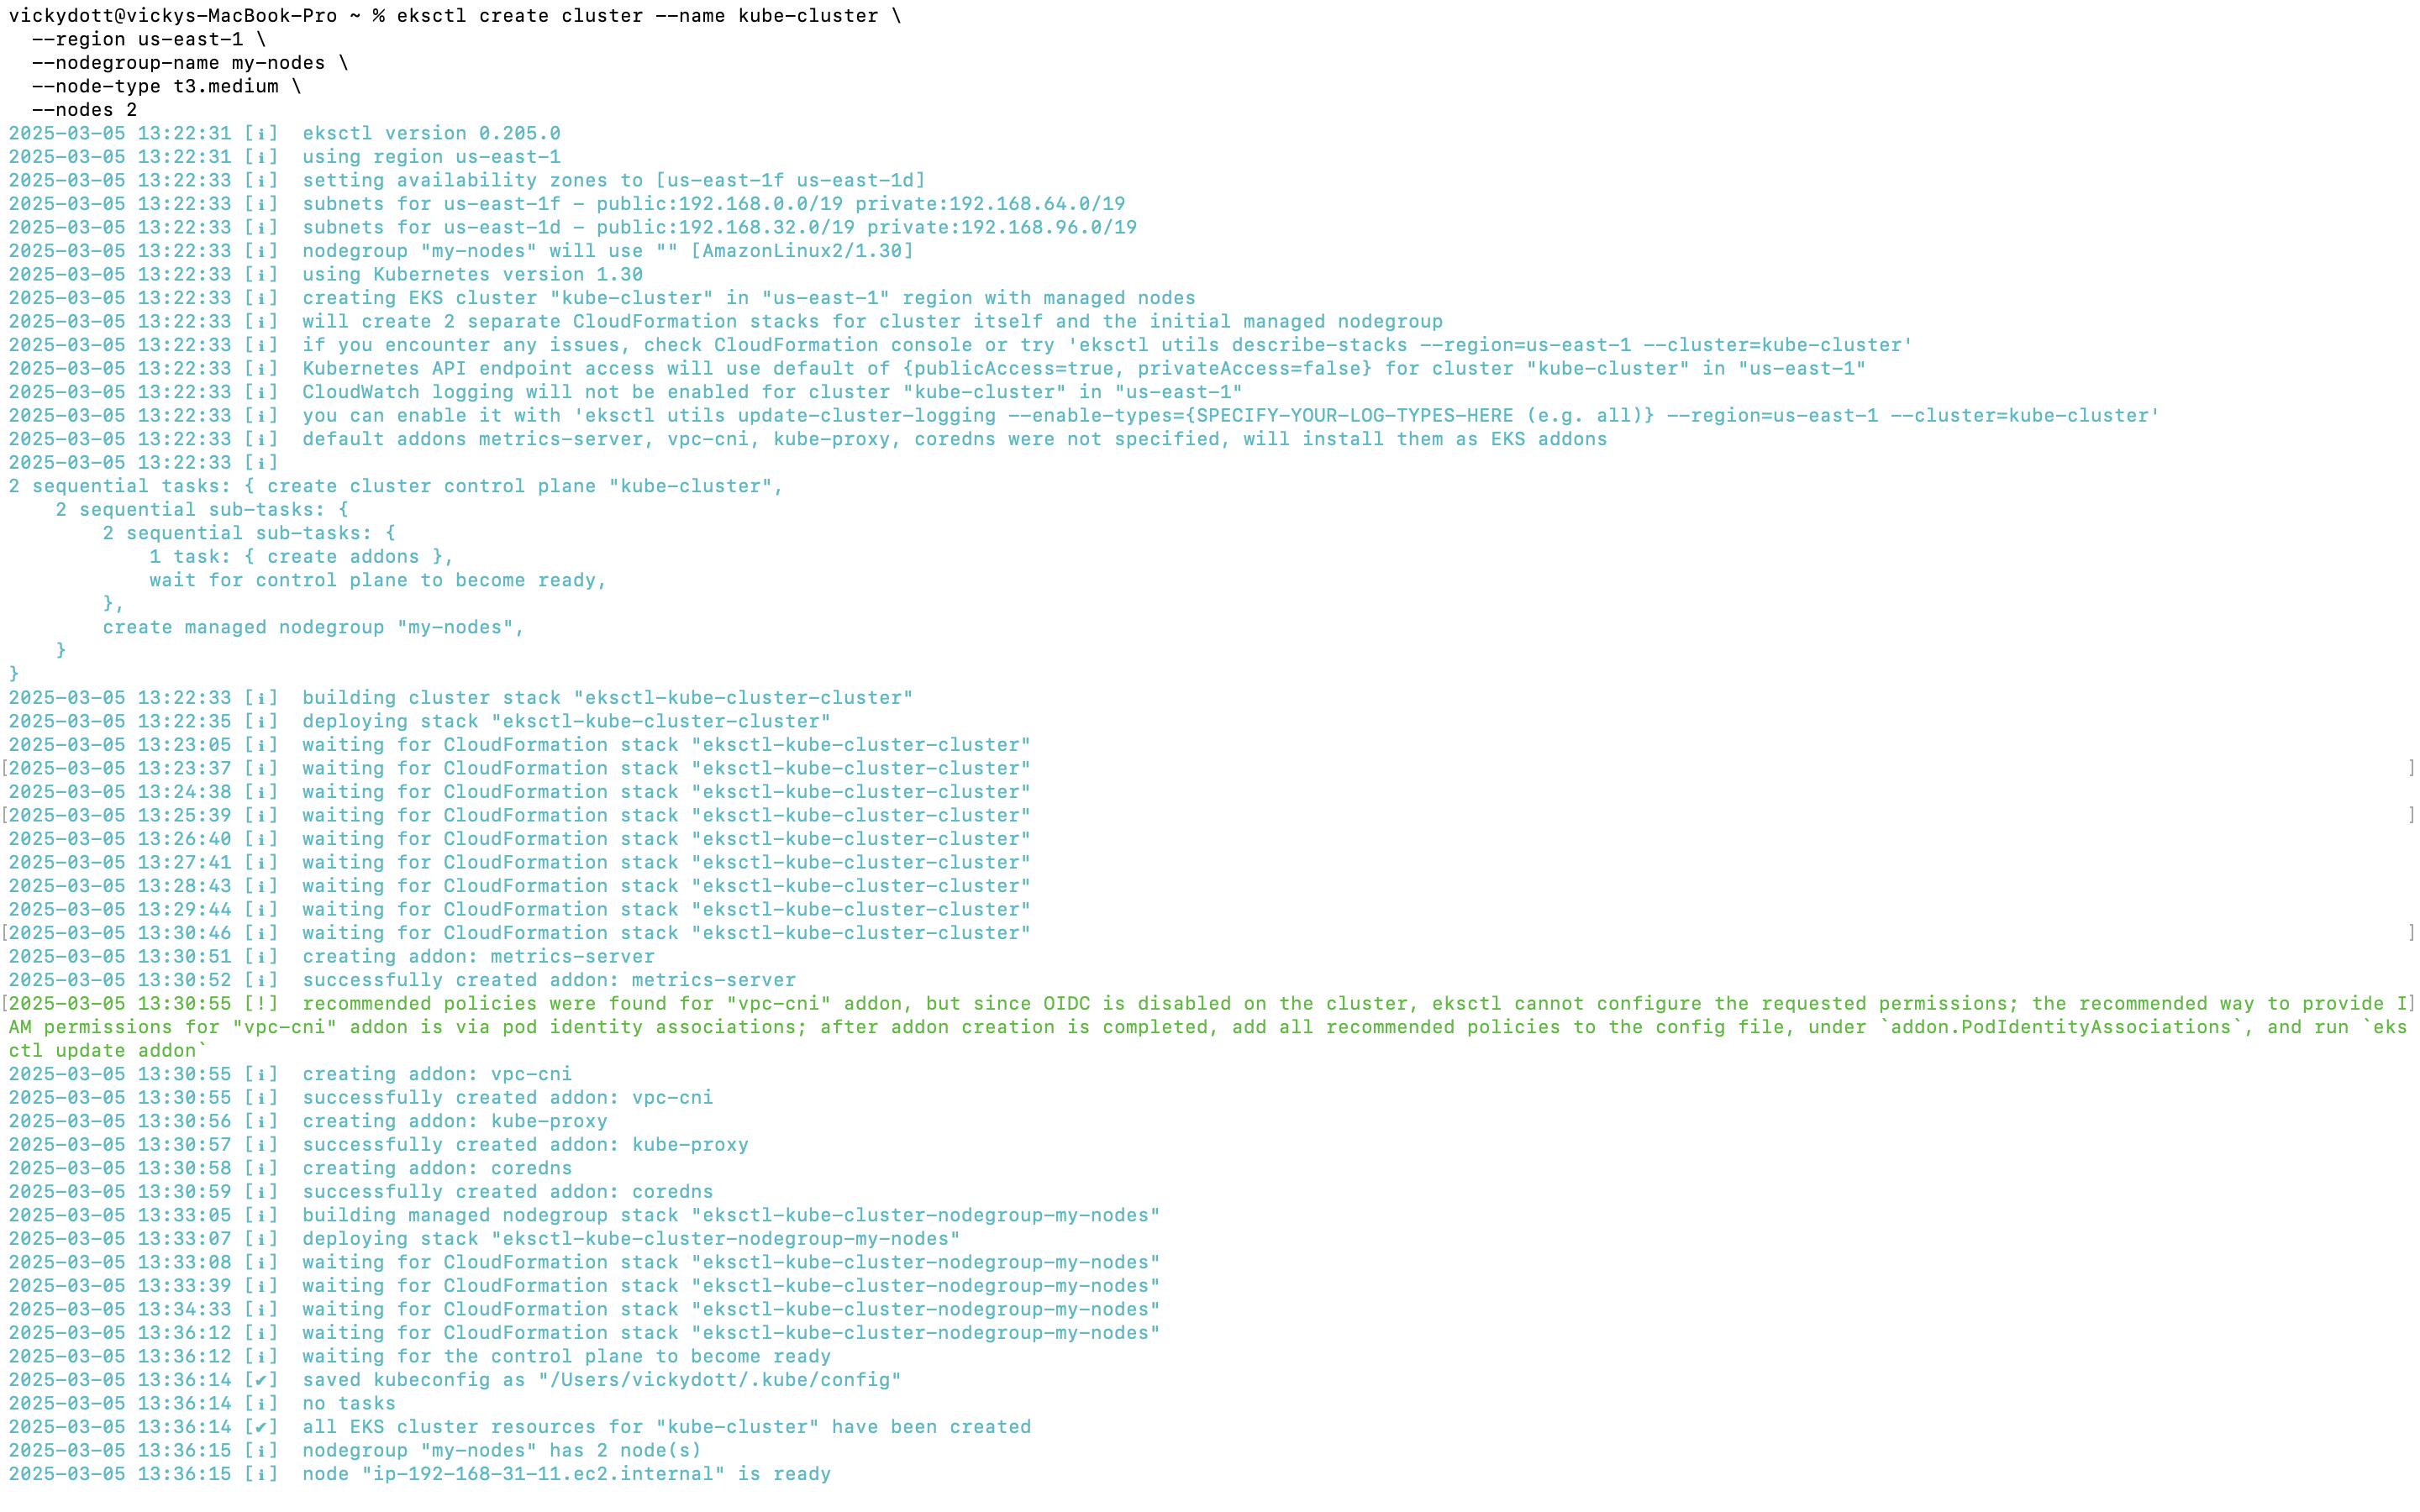 vickydott@vickys-MacBook-Pro ~ % eksctl create cluster --name kube-cluster \
  --region us-east-1 \
  --nodegroup-name my-nodes \
  --node-type t3.medium \
  --nodes 2
2025-03-05 13:22:31 [ℹ]  eksctl version 0.205.0
2025-03-05 13:22:31 [ℹ]  using region us-east-1
2025-03-05 13:22:33 [ℹ]  setting availability zones to [us-east-1f us-east-1d]
2025-03-05 13:22:33 [ℹ]  subnets for us-east-1f - public:192.168.0.0/19 private:192.168.64.0/19
2025-03-05 13:22:33 [ℹ]  subnets for us-east-1d - public:192.168.32.0/19 private:192.168.96.0/19
2025-03-05 13:22:33 [ℹ]  nodegroup "my-nodes" will use "" [AmazonLinux2/1.30]
2025-03-05 13:22:33 [ℹ]  using Kubernetes version 1.30
2025-03-05 13:22:33 [ℹ]  creating EKS cluster "kube-cluster" in "us-east-1" region with managed nodes
2025-03-05 13:22:33 [ℹ]  will create 2 separate CloudFormation stacks for cluster itself and the initial managed nodegroup
2025-03-05 13:22:33 [ℹ]  if you encounter any issues, check CloudFormation console or try 'eksctl utils describe-stacks --region=us-east-1 --cluster=kube-cluster'
2025-03-05 13:22:33 [ℹ]  Kubernetes API endpoint access will use default of {publicAccess=true, privateAccess=false} for cluster "kube-cluster" in "us-east-1"
2025-03-05 13:22:33 [ℹ]  CloudWatch logging will not be enabled for cluster "kube-cluster" in "us-east-1"
2025-03-05 13:22:33 [ℹ]  you can enable it with 'eksctl utils update-cluster-logging --enable-types={SPECIFY-YOUR-LOG-TYPES-HERE (e.g. all)} --region=us-east-1 --cluster=kube-cluster'
2025-03-05 13:22:33 [ℹ]  default addons metrics-server, vpc-cni, kube-proxy, coredns were not specified, will install them as EKS addons
2025-03-05 13:22:33 [ℹ]
2 sequential tasks: { create cluster control plane "kube-cluster",
    2 sequential sub-tasks: {
        2 sequential sub-tasks: {
            1 task: { create addons },
            wait for control plane to become ready,
        },
        create managed nodegroup "my-nodes",
    }
}
2025-03-05 13:22:33 [ℹ]  building cluster stack "eksctl-kube-cluster-cluster"
2025-03-05 13:22:35 [ℹ]  deploying stack "eksctl-kube-cluster-cluster"
2025-03-05 13:23:05 [ℹ]  waiting for CloudFormation stack "eksctl-kube-cluster-cluster"
[2025-03-05 13:23:37 [ℹ]  waiting for CloudFormation stack "eksctl-kube-cluster-cluster" ]
2025-03-05 13:24:38 [ℹ]  waiting for CloudFormation stack "eksctl-kube-cluster-cluster"
[2025-03-05 13:25:39 [ℹ]  waiting for CloudFormation stack "eksctl-kube-cluster-cluster" ]
2025-03-05 13:26:40 [ℹ]  waiting for CloudFormation stack "eksctl-kube-cluster-cluster"
2025-03-05 13:27:41 [ℹ]  waiting for CloudFormation stack "eksctl-kube-cluster-cluster"
2025-03-05 13:28:43 [ℹ]  waiting for CloudFormation stack "eksctl-kube-cluster-cluster"
2025-03-05 13:29:44 [ℹ]  waiting for CloudFormation stack "eksctl-kube-cluster-cluster"
[2025-03-05 13:30:46 [ℹ]  waiting for CloudFormation stack "eksctl-kube-cluster-cluster" ]
2025-03-05 13:30:51 [ℹ]  creating addon: metrics-server
2025-03-05 13:30:52 [ℹ]  successfully created addon: metrics-server
[2025-03-05 13:30:55 [!]  recommended policies were found for "vpc-cni" addon, but since OIDC is disabled on the cluster, eksctl cannot configure the requested permissions; the recommended way to provide I]
AM permissions for "vpc-cni" addon is via pod identity associations; after addon creation is completed, add all recommended policies to the config file, under `addon.PodIdentityAssociations`, and run `eks
ctl update addon`
2025-03-05 13:30:55 [ℹ]  creating addon: vpc-cni
2025-03-05 13:30:55 [ℹ]  successfully created addon: vpc-cni
2025-03-05 13:30:56 [ℹ]  creating addon: kube-proxy
2025-03-05 13:30:57 [ℹ]  successfully created addon: kube-proxy
2025-03-05 13:30:58 [ℹ]  creating addon: coredns
2025-03-05 13:30:59 [ℹ]  successfully created addon: coredns
2025-03-05 13:33:05 [ℹ]  building managed nodegroup stack "eksctl-kube-cluster-nodegroup-my-nodes"
2025-03-05 13:33:07 [ℹ]  deploying stack "eksctl-kube-cluster-nodegroup-my-nodes"
2025-03-05 13:33:08 [ℹ]  waiting for CloudFormation stack "eksctl-kube-cluster-nodegroup-my-nodes"
2025-03-05 13:33:39 [ℹ]  waiting for CloudFormation stack "eksctl-kube-cluster-nodegroup-my-nodes"
2025-03-05 13:34:33 [ℹ]  waiting for CloudFormation stack "eksctl-kube-cluster-nodegroup-my-nodes"
2025-03-05 13:36:12 [ℹ]  waiting for CloudFormation stack "eksctl-kube-cluster-nodegroup-my-nodes"
2025-03-05 13:36:12 [ℹ]  waiting for the control plane to become ready
2025-03-05 13:36:14 [✔]  saved kubeconfig as "/Users/vickydott/.kube/config"
2025-03-05 13:36:14 [ℹ]  no tasks
2025-03-05 13:36:14 [✔]  all EKS cluster resources for "kube-cluster" have been created
2025-03-05 13:36:15 [ℹ]  nodegroup "my-nodes" has 2 node(s)
2025-03-05 13:36:15 [ℹ]  node "ip-192-168-31-11.ec2.internal" is ready